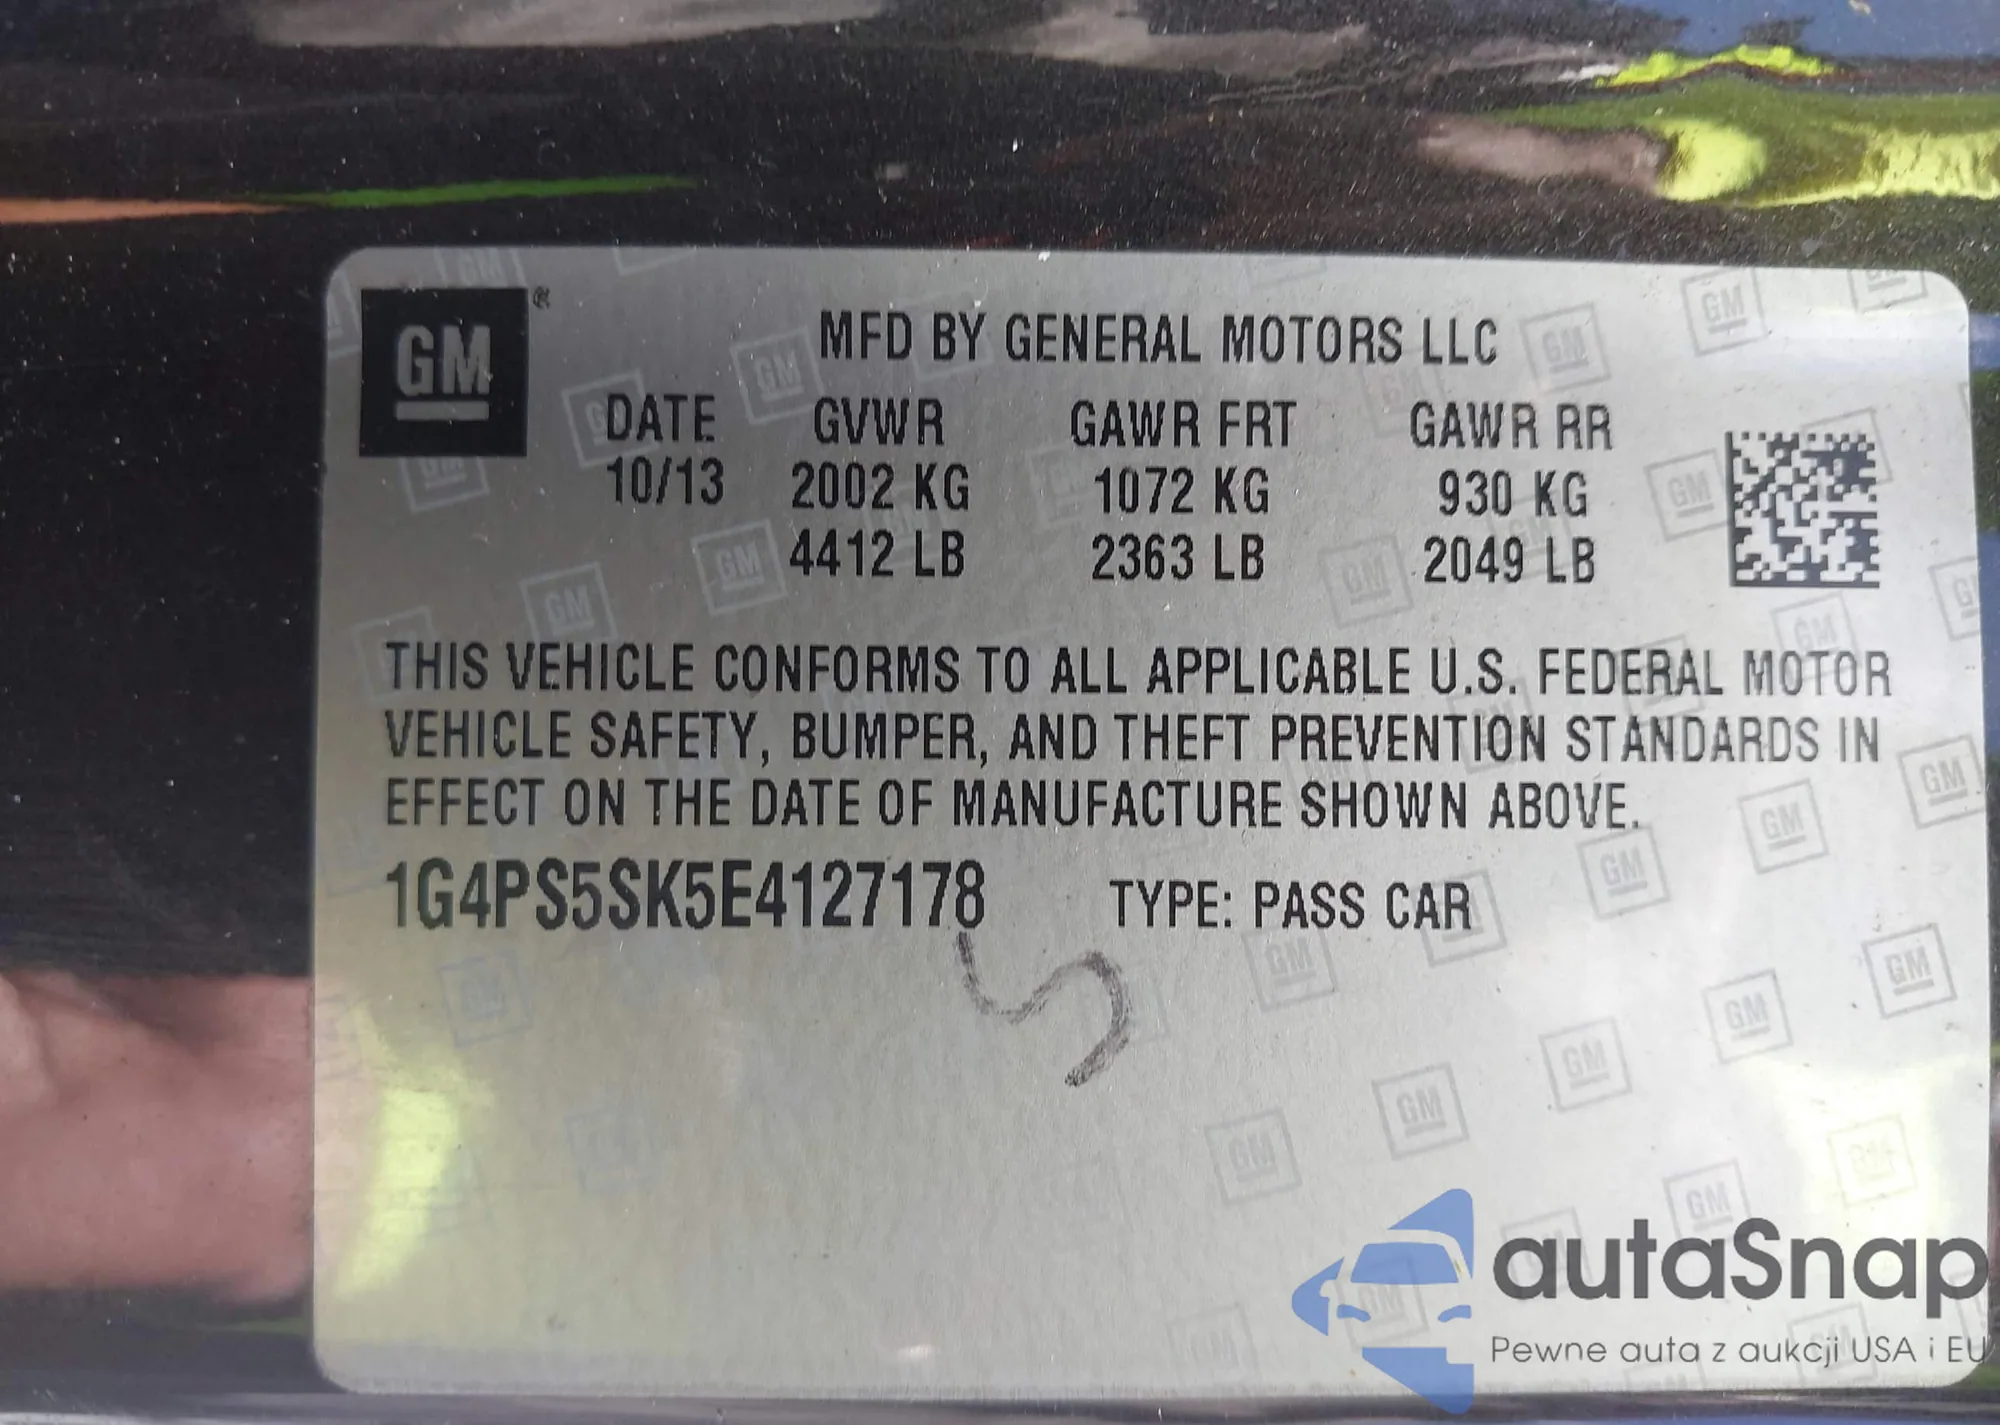 GM ®
MFD BY GENERAL MOTORS LLC
DATE GVWR GAWR FRT GAWR RR
10/13 2002 KG 1072 KG 930 KG
4412 LB 2363 LB 2049 LB
THIS VEHICLE CONFORMS TO ALL APPLICABLE U.S. FEDERAL MOTOR
VEHICLE SAFETY, BUMPER, AND THEFT PREVENTION STANDARDS IN
EFFECT ON THE DATE OF MANUFACTURE SHOWN ABOVE.
1G4PS5SK5E4127178 TYPE: PASS CAR
autaSnap
Pewne auta z aukcji USA i EU